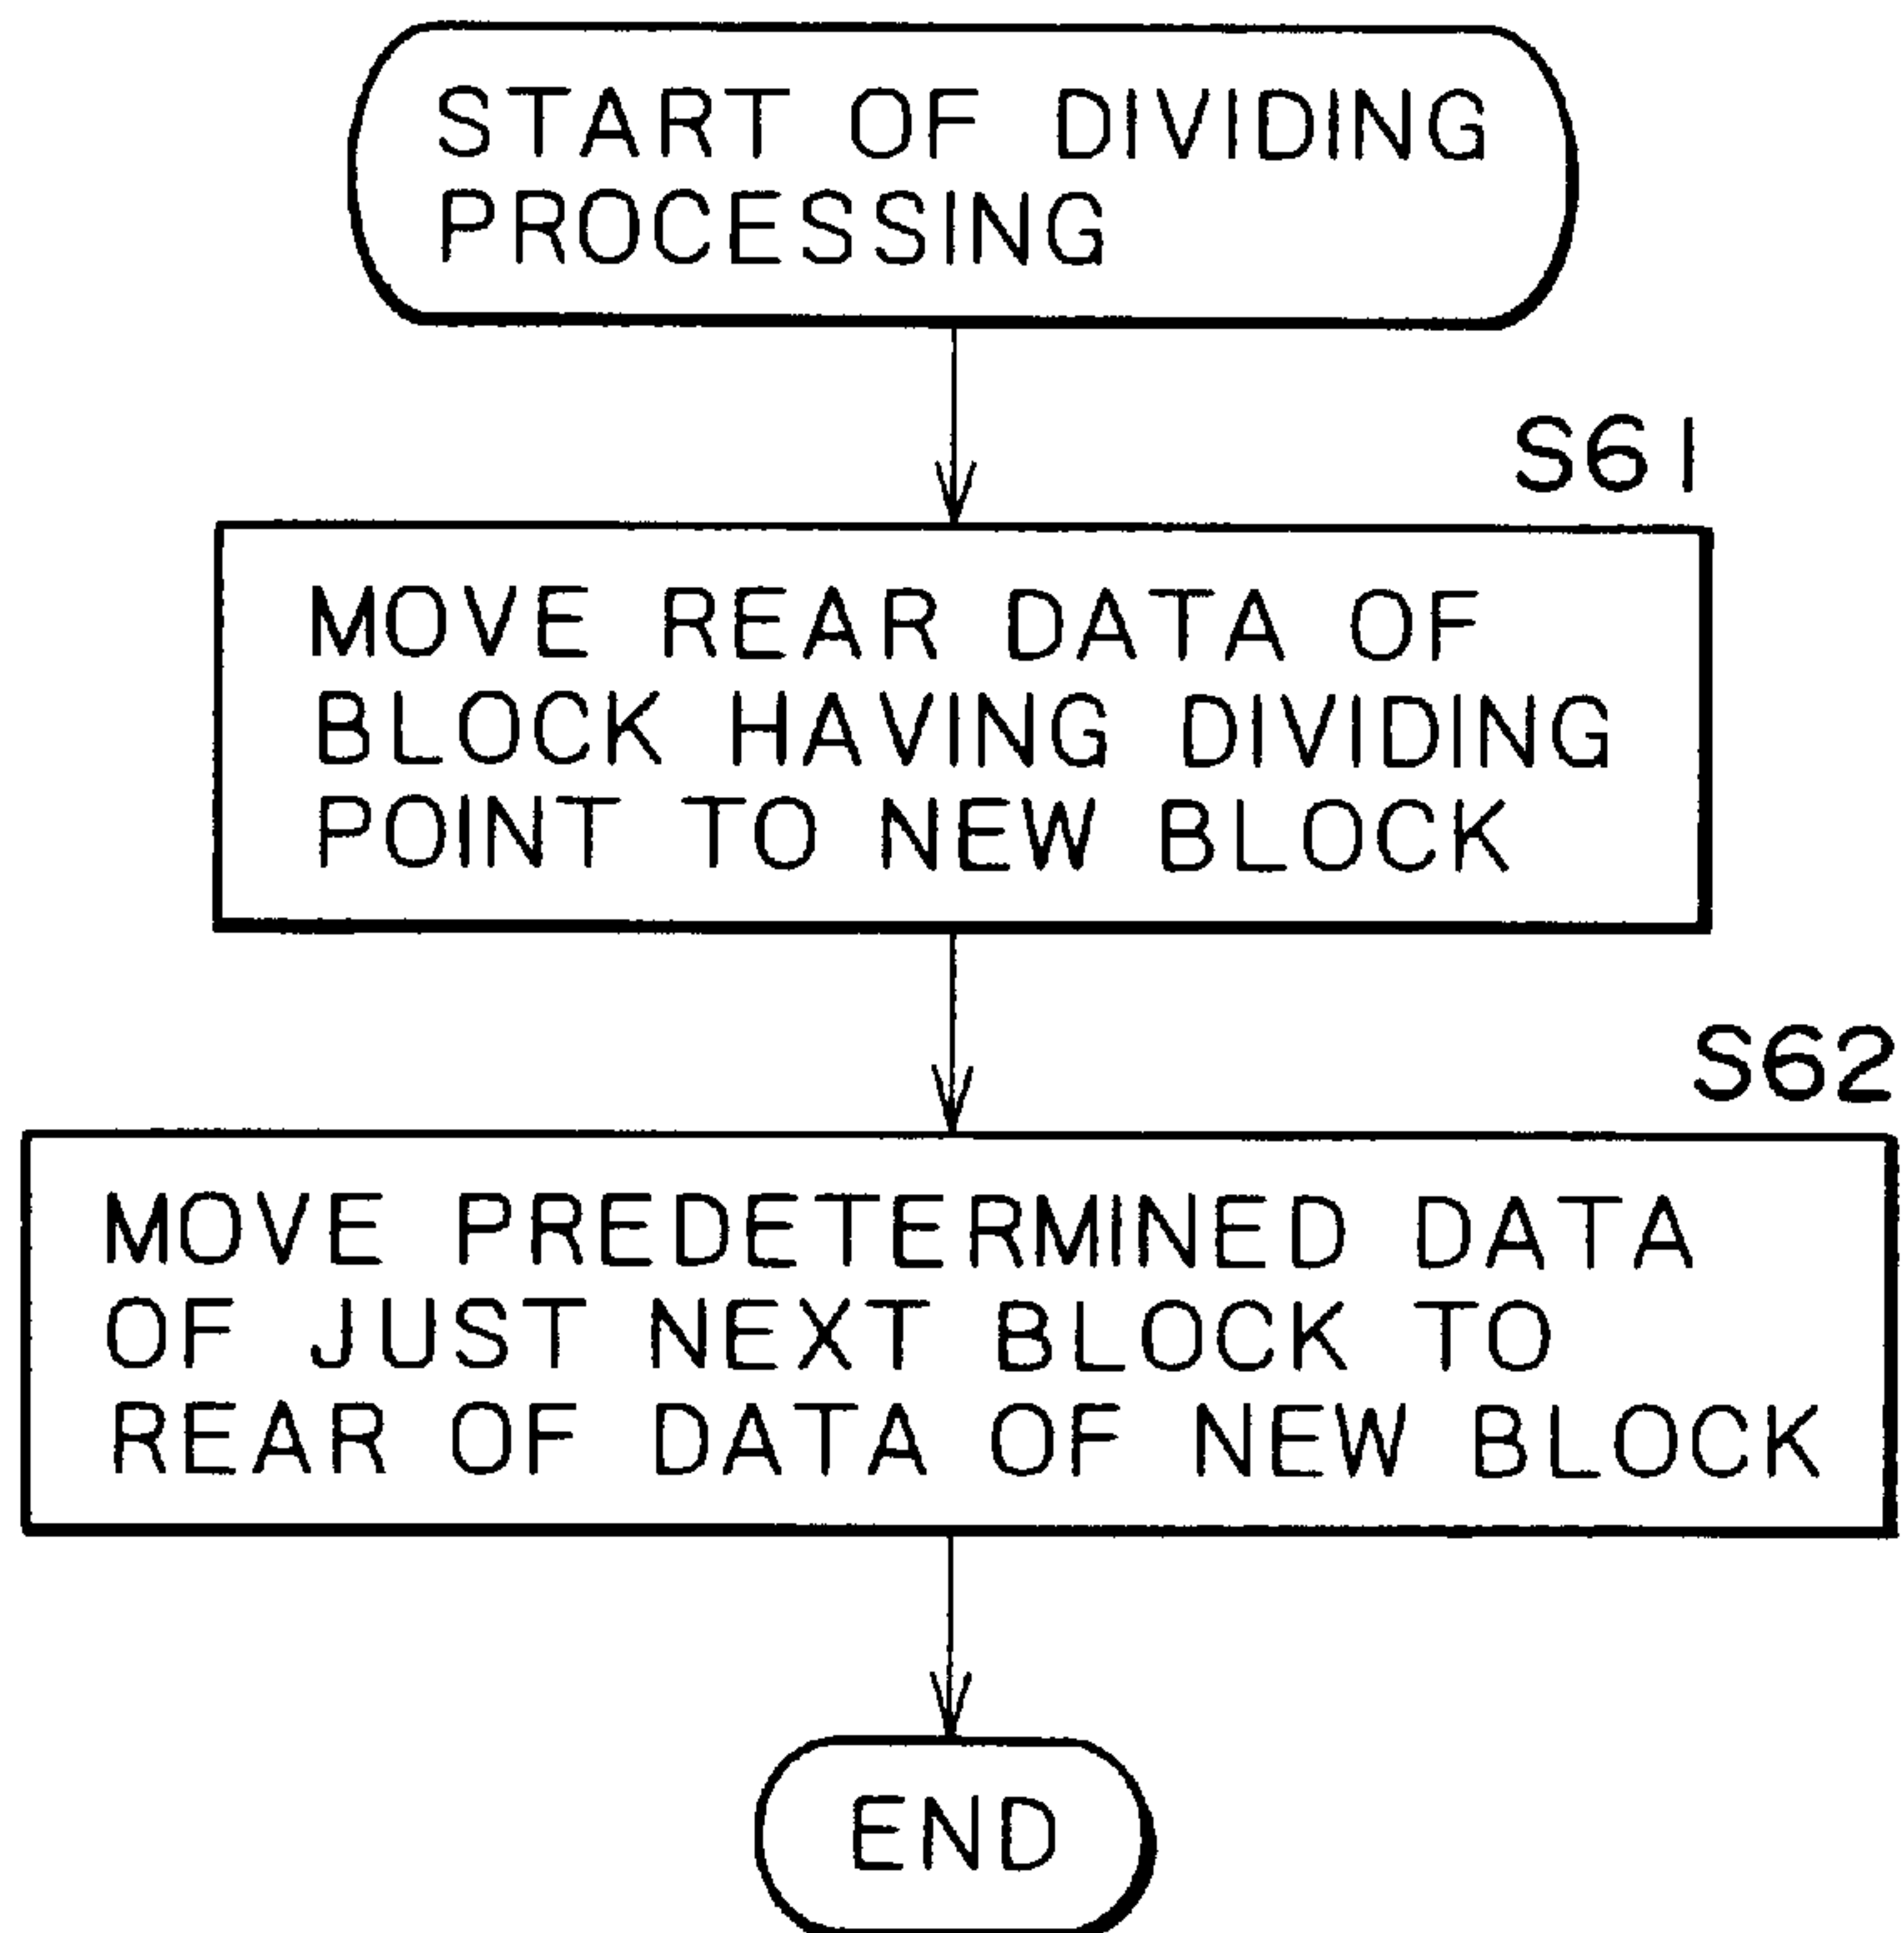 START OF DIVIDING
PROCESSING
S61
MOVE REAR DATA OF
BLOCK HAVING DIVIDING
POINT TO NEW BLOCK
S62
MOVE PREDETERMINED DATA
OF JUST NEXT BLOCK TO
REAR OF DATA OF NEW BLOCK
END